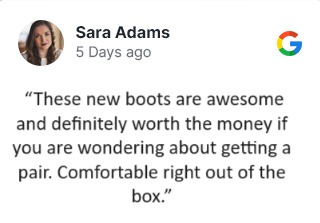 Sara Adams
5 Days ago
“These new boots are awesome
and definitely worth the money if
you are wondering about getting a
pair. Comfortable right out of the
box.”